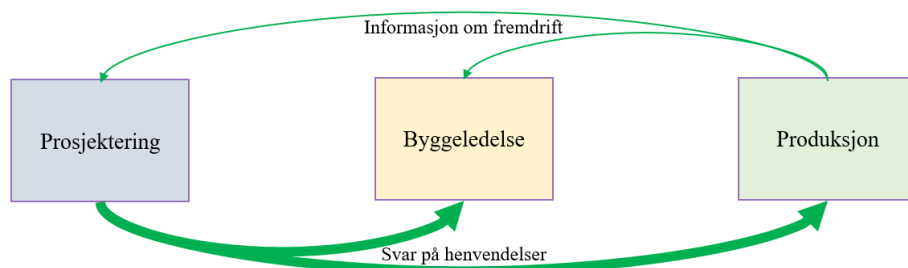 Informasjon om fremdrift
Prosjektering
Byggeledelse
Produksjon
Svar på henvendelser